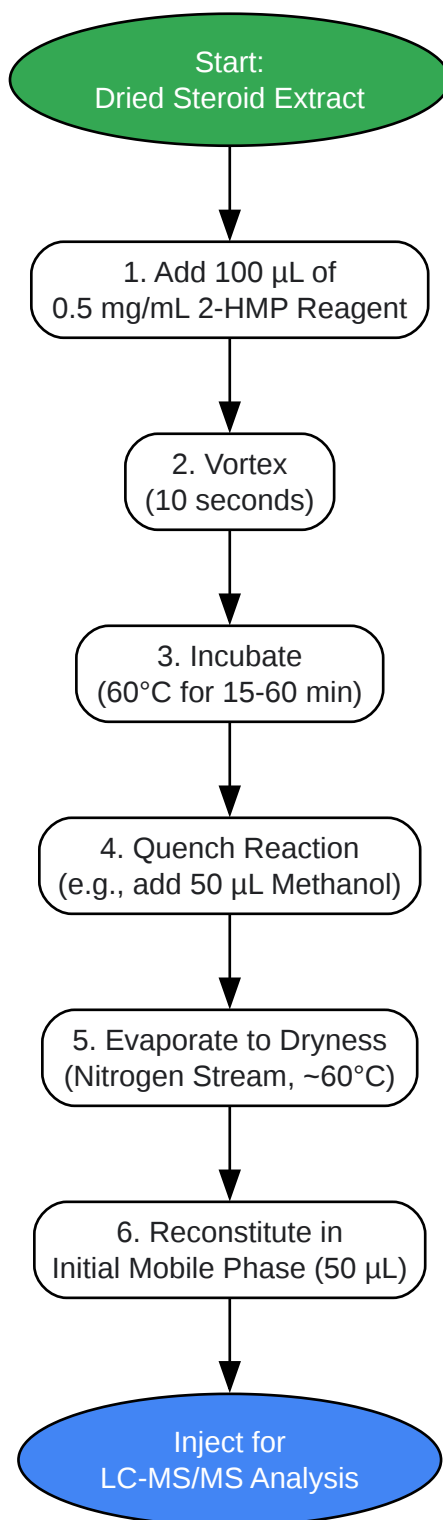 Start:
Dried Steroid Extract
1. Add 100 µL of
0.5 mg/mL 2-HMP Reagent
2. Vortex
(10 seconds)
3. Incubate
(60°C for 15-60 min)
4. Quench Reaction
(e.g., add 50 µL Methanol)
5. Evaporate to Dryness
(Nitrogen Stream, ~60°C)
6. Reconstitute in
Initial Mobile Phase (50 µL)
Inject for
LC-MS/MS Analysis